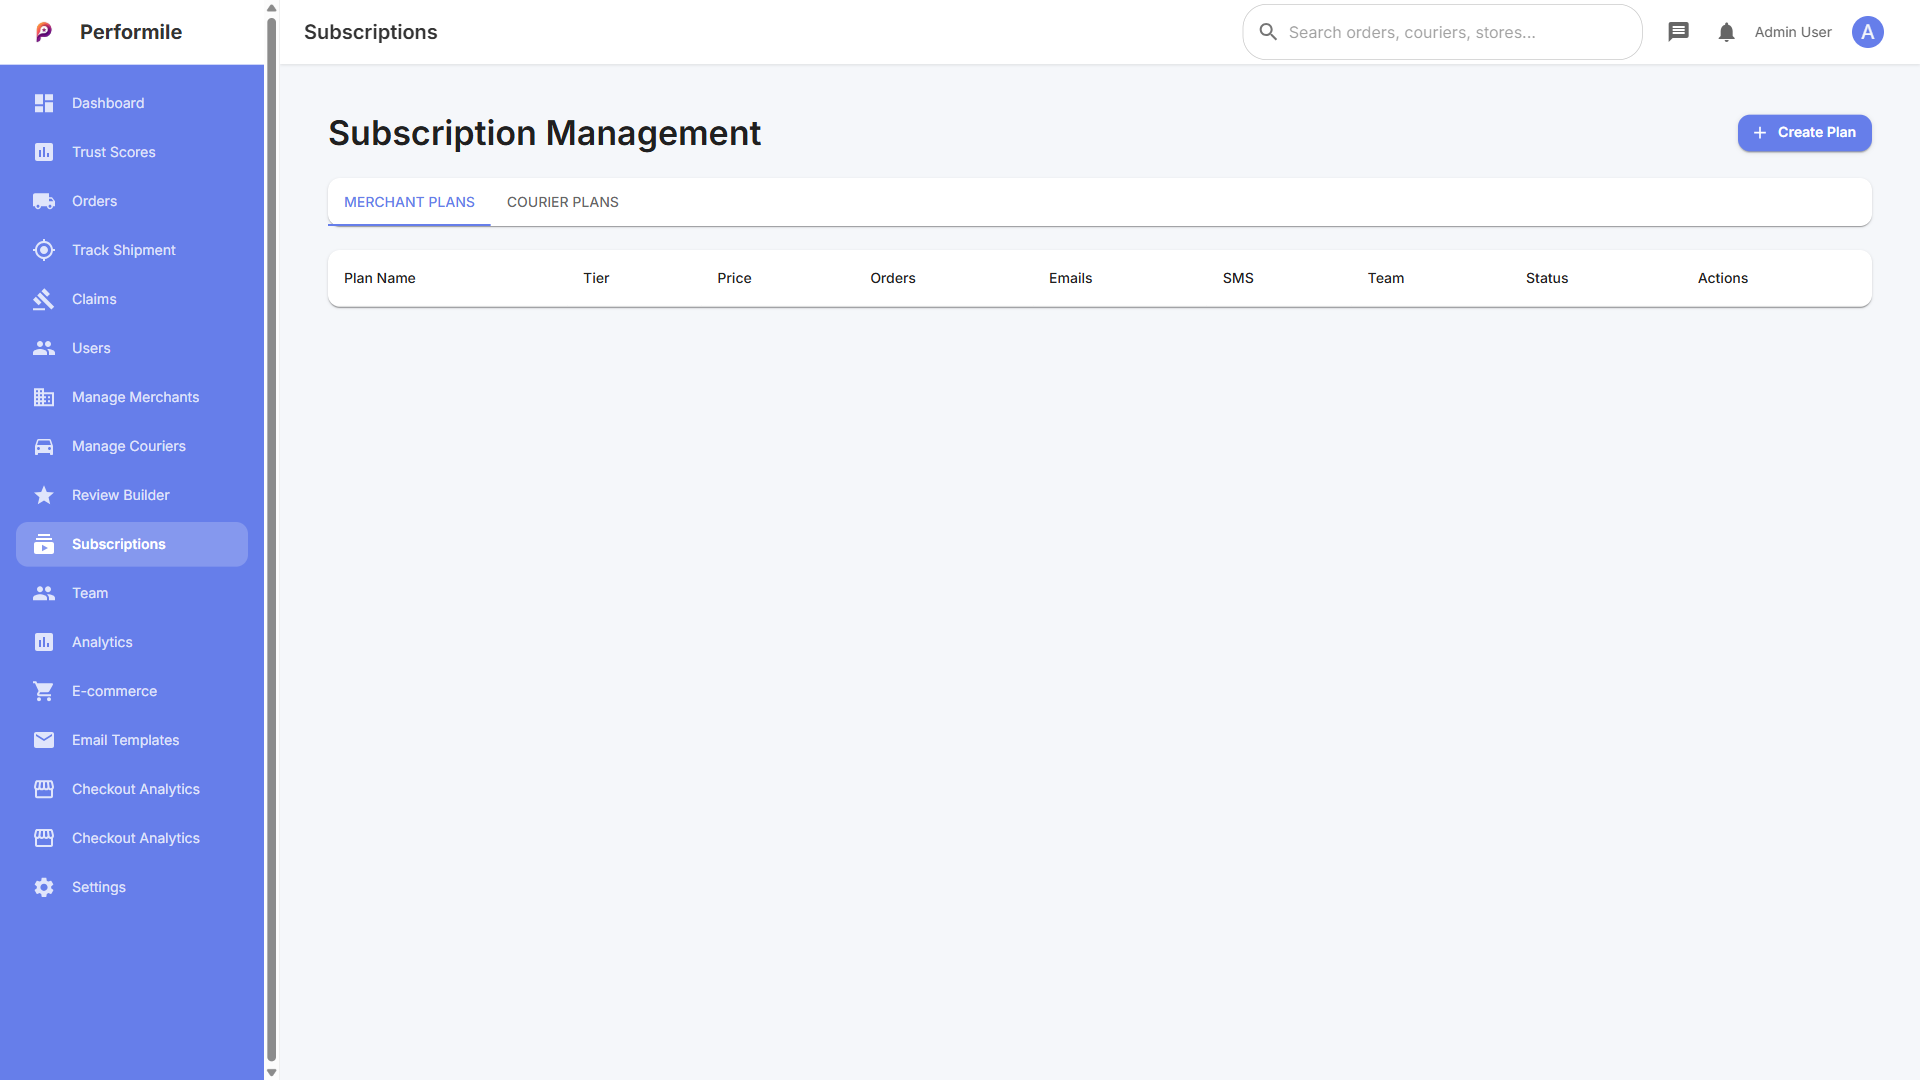 Performile
Subscriptions
Search orders, couriers, stores...
Admin User
A
Dashboard
Trust Scores
Orders
Track Shipment
Claims
Users
Manage Merchants
Manage Couriers
Review Builder
Subscriptions
Team
Analytics
E-commerce
Email Templates
Checkout Analytics
Checkout Analytics
Settings
Subscription Management
Create Plan
MERCHANT PLANS COURIER PLANS
Plan Name Tier Price Orders Emails SMS Team Status Actions